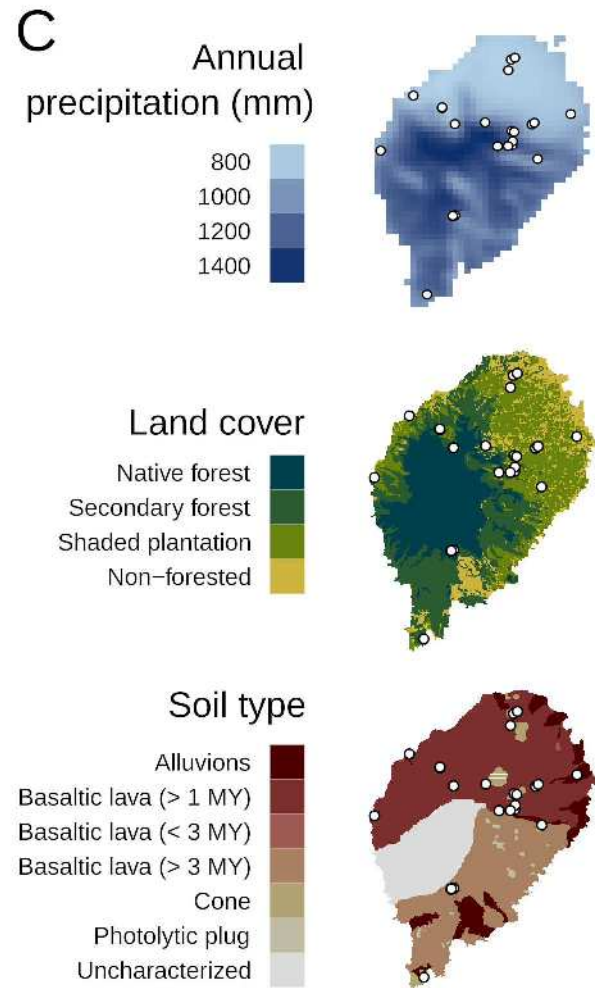 C
Annual
precipitation (mm)
800
1000
1200
1400
Land cover
Native forest
Secondary forest
Shaded plantation
Non−forested
Soil type
Alluvions
Basaltic lava (> 1 MY)
Basaltic lava (< 3 MY)
Basaltic lava (> 3 MY)
Cone
Photolytic plug
Uncharacterized